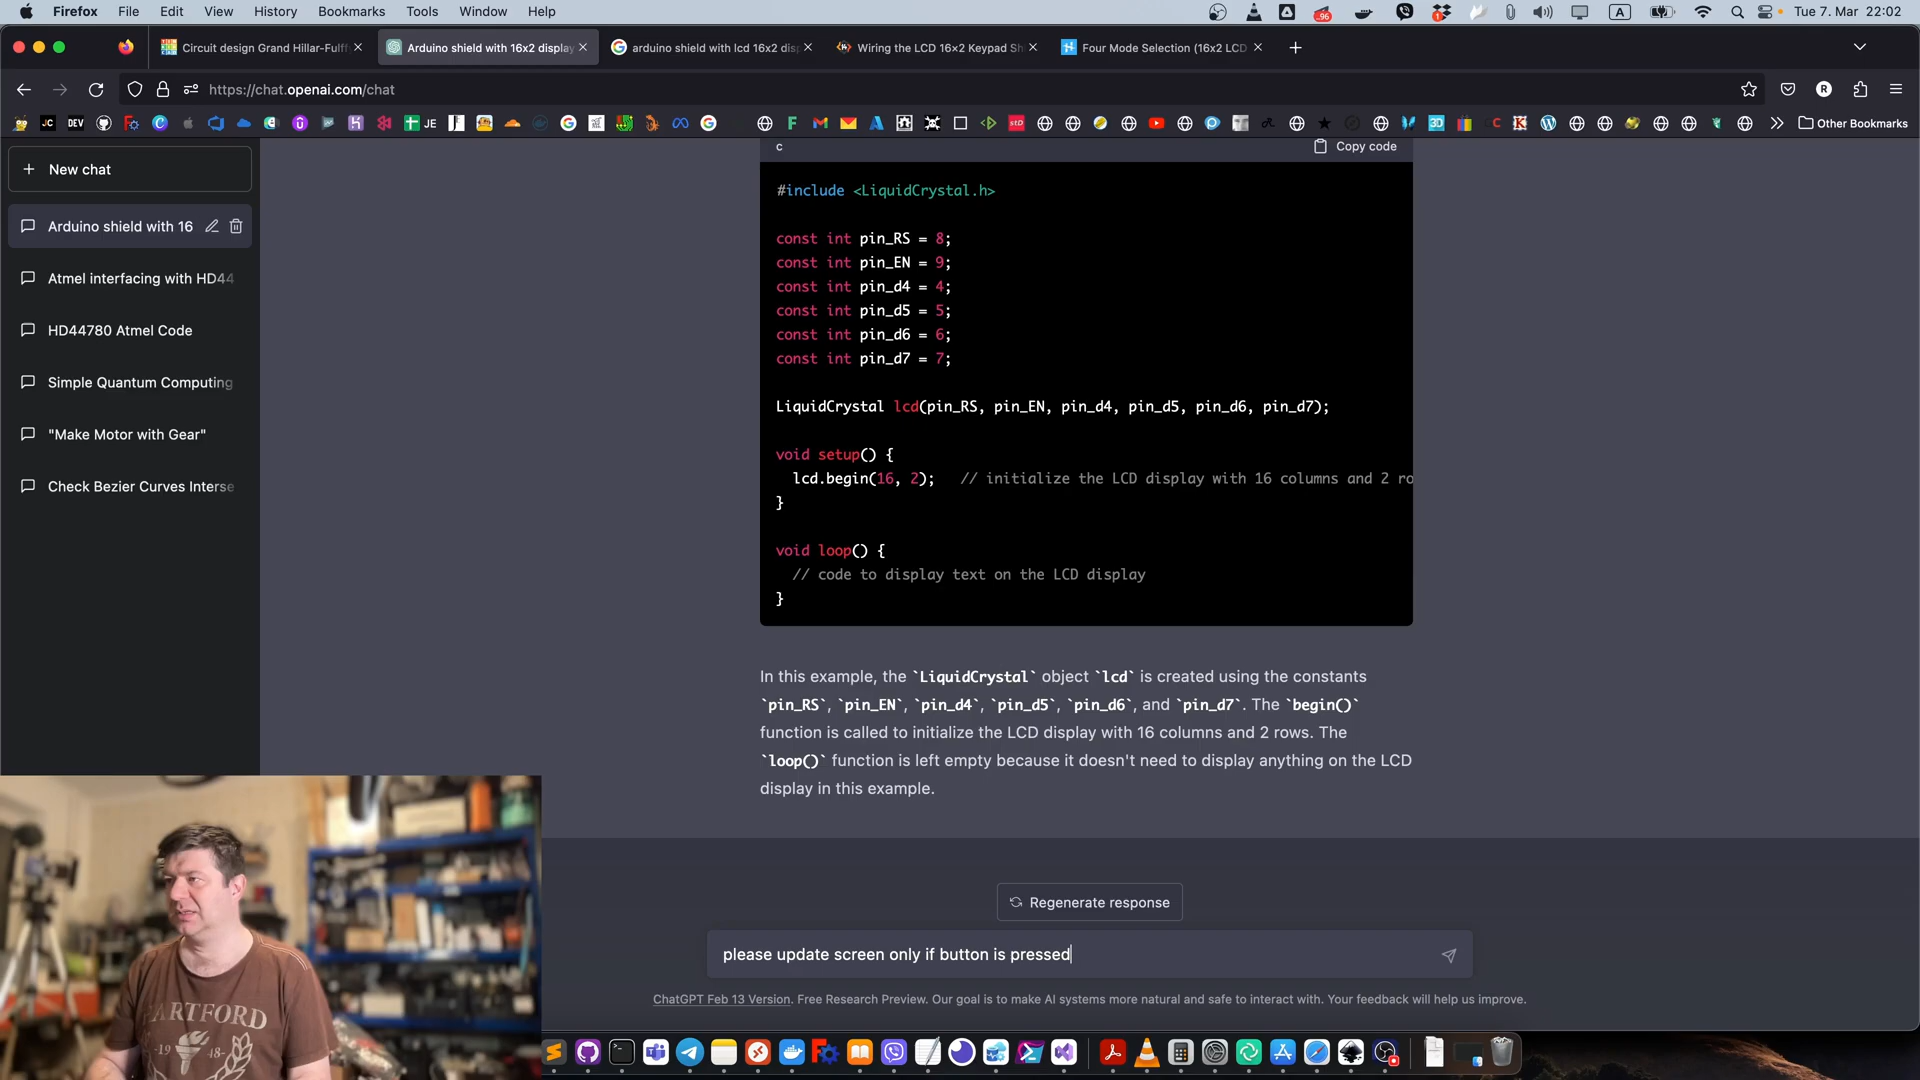 Firefox File Edit View History Bookmarks Tools Window Help
Tue 7. Mar 22:02
Circuit design Grand Hillar-Fulf
Arduino shield with 16x2 display
arduino shield with lcd 16x2 dis
Wiring the LCD 16×2 Keypad Sh
Four Mode Selection (16x2 LCD
https://chat.openai.com/chat
JE
Other Bookmarks
New chat
Arduino shield with 16
Atmel interfacing with HD44
HD44780 Atmel Code
Simple Quantum Computing
"Make Motor with Gear"
Check Bezier Curves Interse
c
Copy code
#include <LiquidCrystal.h>
const int pin_RS = 8;
const int pin_EN = 9;
const int pin_d4 = 4;
const int pin_d5 = 5;
const int pin_d6 = 6;
const int pin_d7 = 7;
LiquidCrystal lcd(pin_RS, pin_EN, pin_d4, pin_d5, pin_d6, pin_d7);
void setup() {
lcd.begin(16, 2); // initialize the LCD display with 16 columns and 2 ro
}
void loop() {
// code to display text on the LCD display
}
In this example, the `LiquidCrystal` object `lcd` is created using the constants
`pin_RS`, `pin_EN`, `pin_d4`, `pin_d5`, `pin_d6`, and `pin_d7`. The `begin()`
function is called to initialize the LCD display with 16 columns and 2 rows. The
`loop()` function is left empty because it doesn't need to display anything on the LCD
display in this example.
Regenerate response
please update screen only if button is pressed
ChatGPT Feb 13 Version. Free Research Preview. Our goal is to make AI systems more natural and safe to interact with. Your feedback will help us improve.
HARTFORD
-19 48-